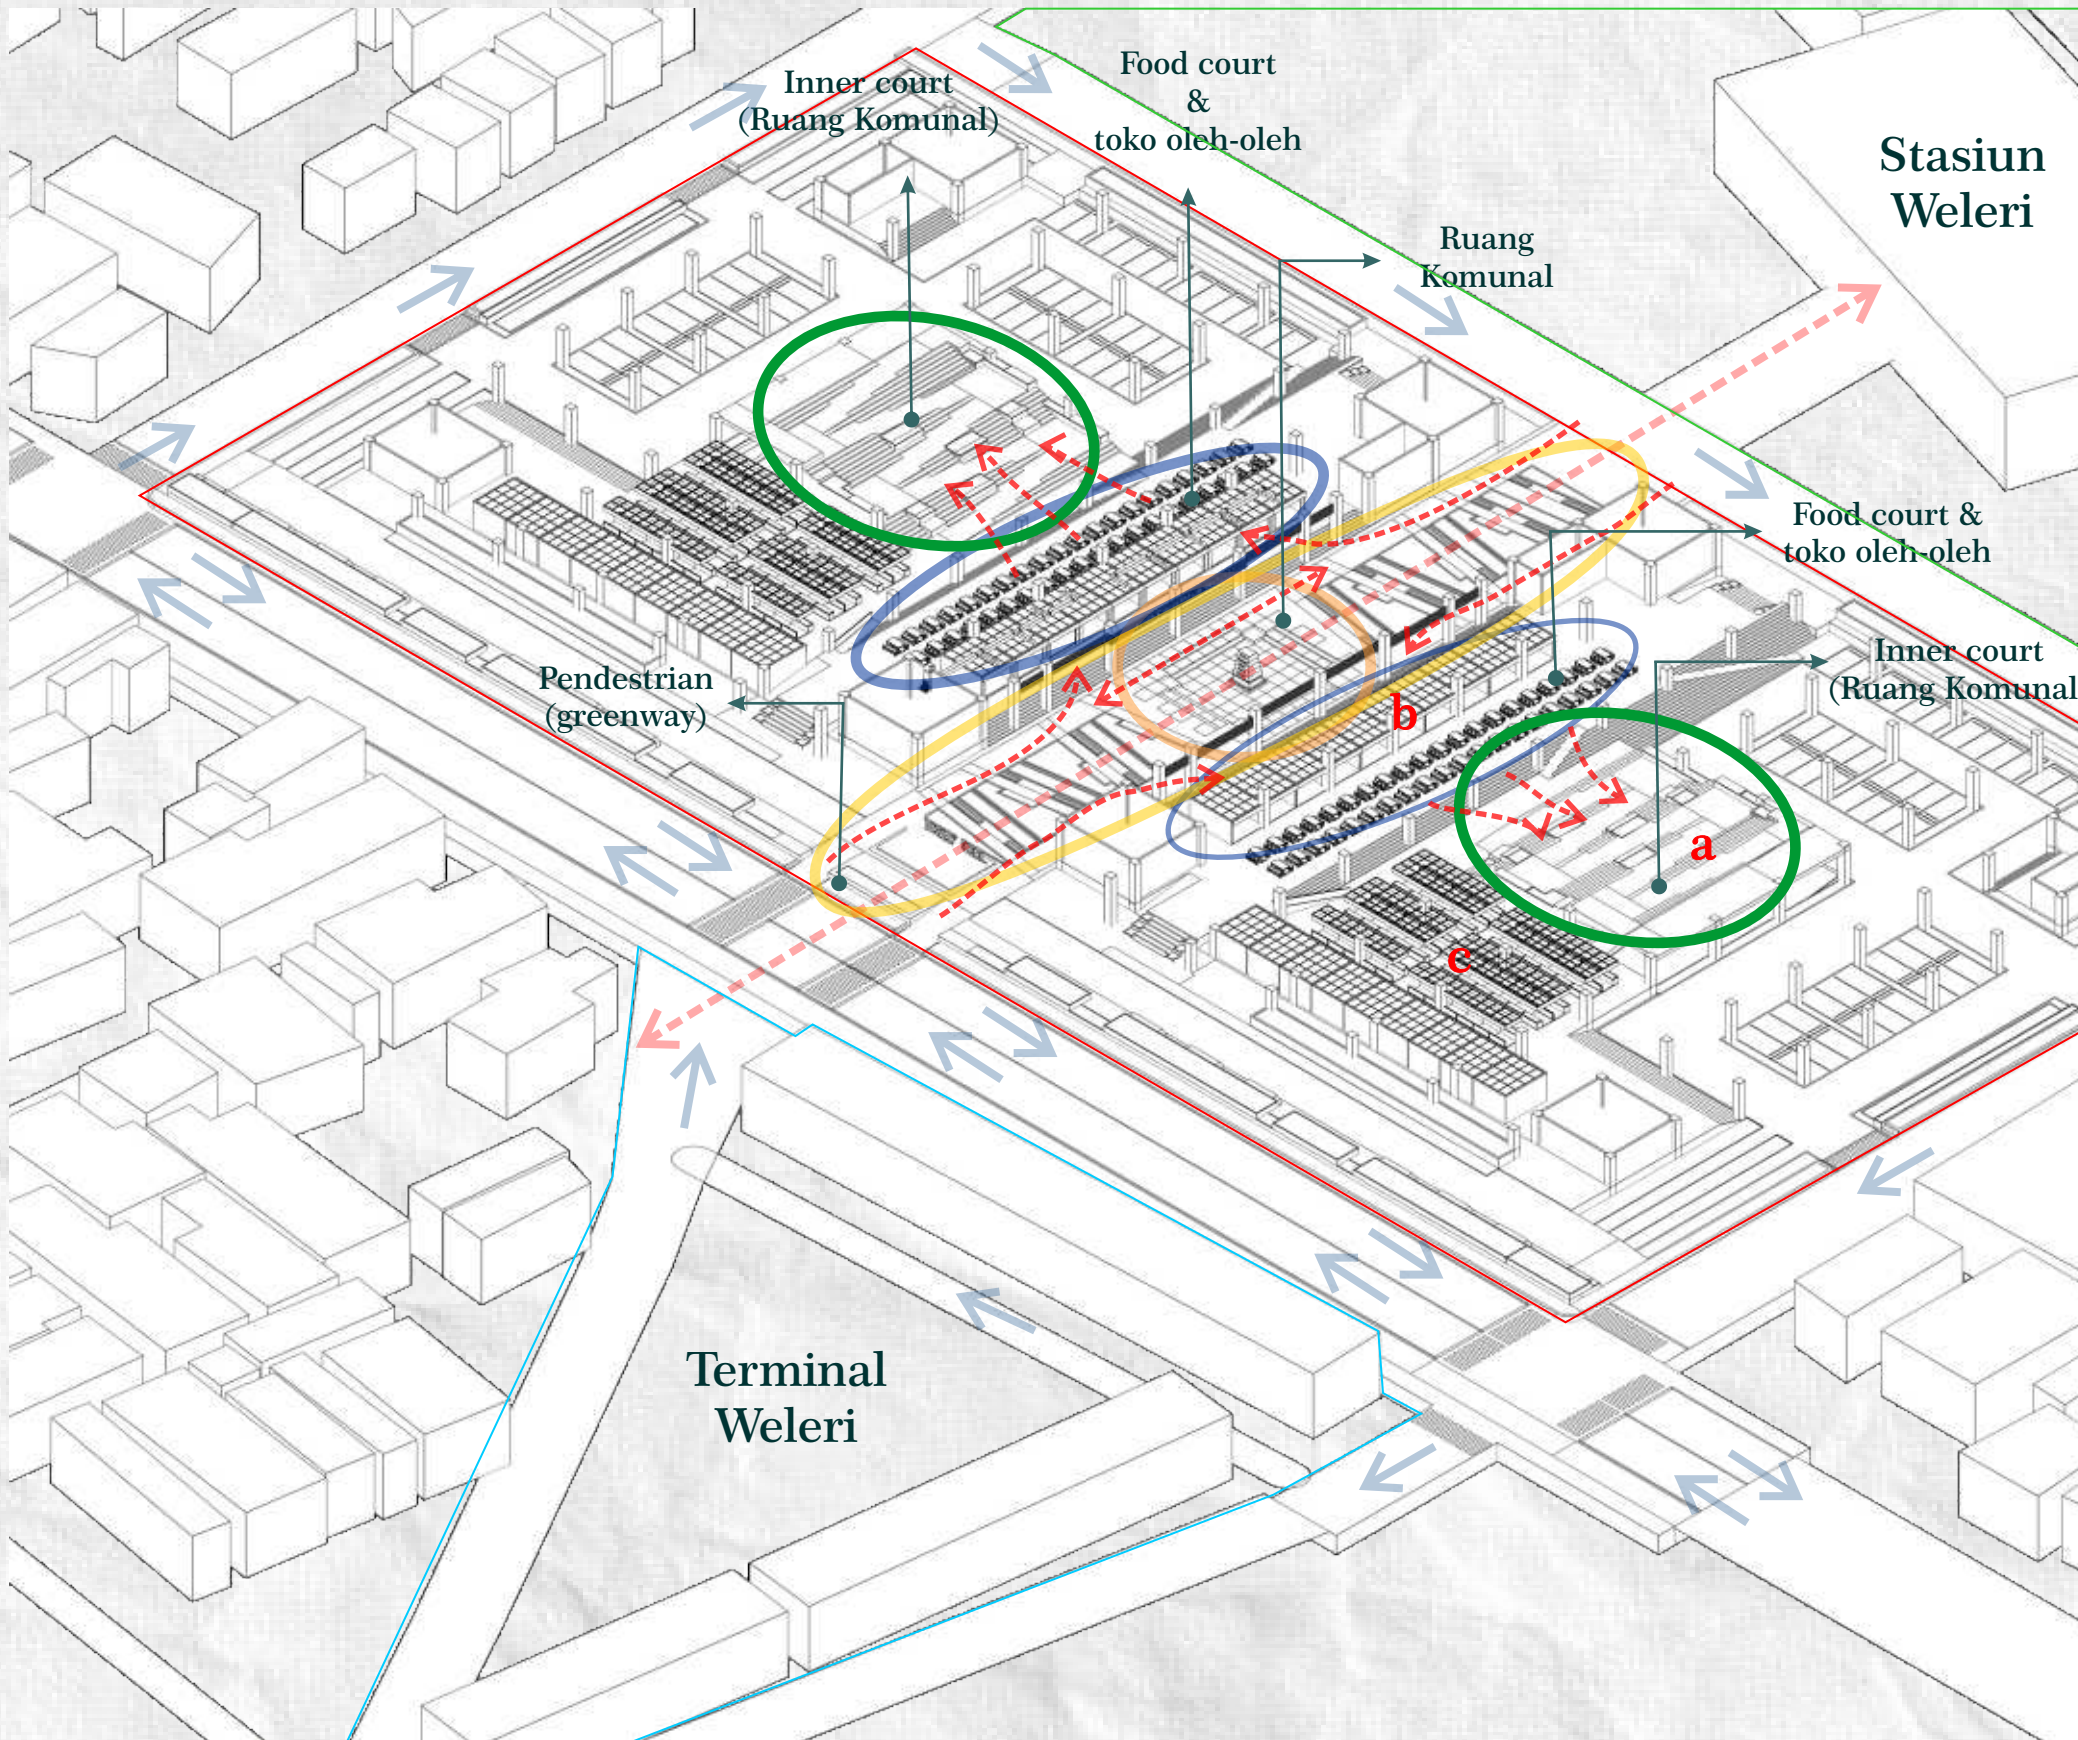 Inner court
(Ruang Komunal)
Food court
&
toko oleh-oleh
Ruang
Komunal
Stasiun
Weleri
Food court &
toko oleh-oleh
Inner court
(Ruang Komunal
Pendestrian
(greenway)
b
a
c
Terminal
Weleri